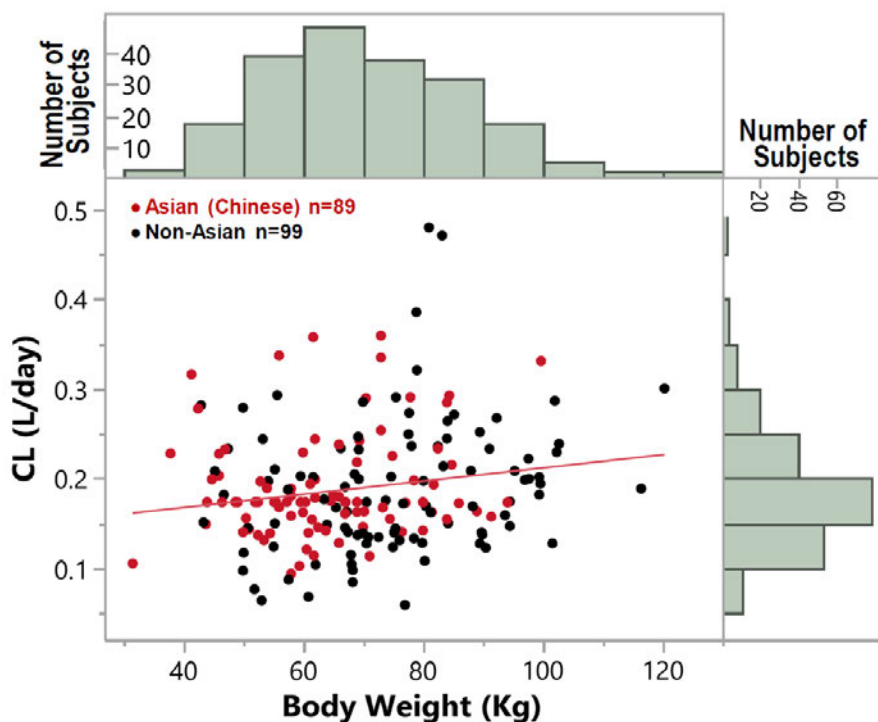 Number of
Subjects
40
30
20
10
Number of
Subjects
20
40
60
Asian (Chinese) n=89
Non-Asian n=99
CL (L/day)
0.5
0.4
0.3
0.2
0.1
40 60 80 100 120
Body Weight (Kg)